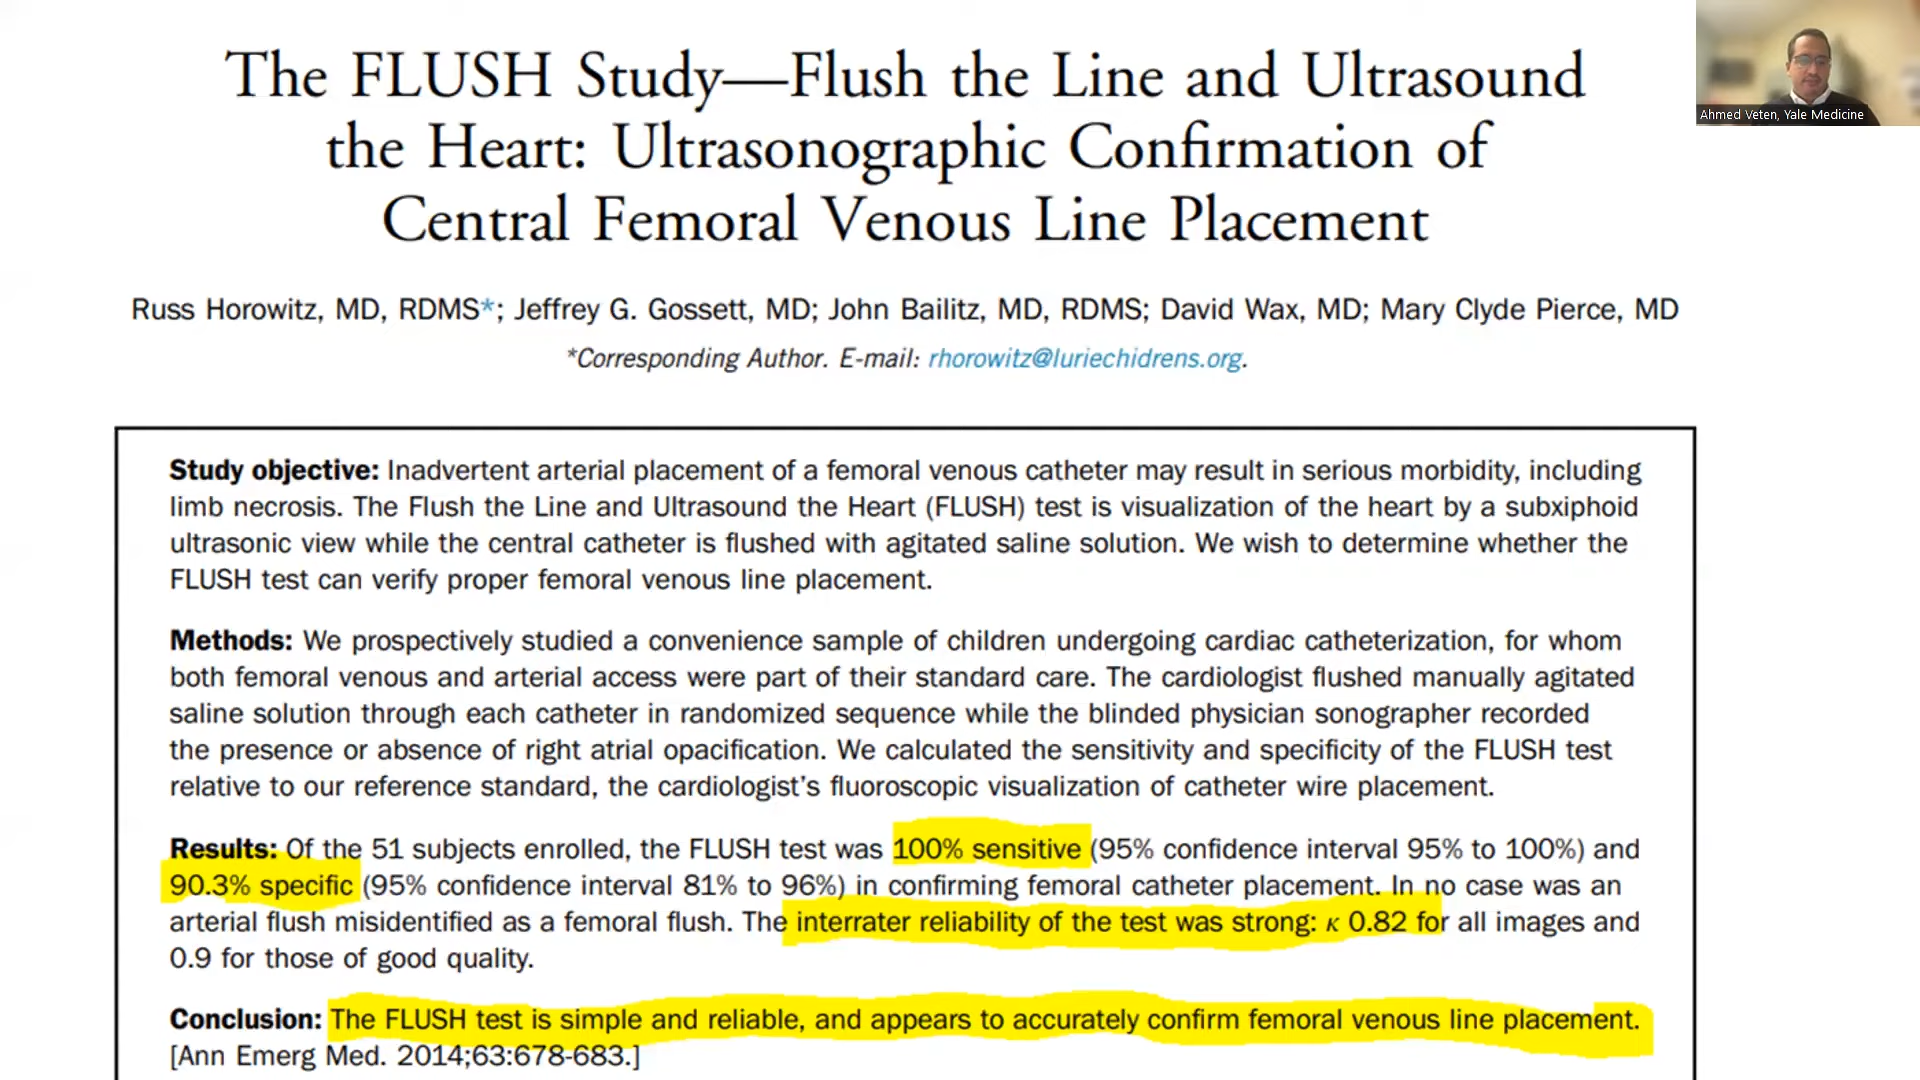 The FLUSH Study—Flush the Line and Ultrasound
the Heart: Ultrasonographic Confirmation of
Central Femoral Venous Line Placement
Ahmed Veten, Yale Medicine
Russ Horowitz, MD, RDMS*; Jeffrey G. Gossett, MD; John Bailitz, MD, RDMS; David Wax, MD; Mary Clyde Pierce, MD
*Corresponding Author. E-mail: rhorowitz@luriechidrens.org.
Study objective: Inadvertent arterial placement of a femoral venous catheter may result in serious morbidity, including
limb necrosis. The Flush the Line and Ultrasound the Heart (FLUSH) test is visualization of the heart by a subxiphoid
ultrasonic view while the central catheter is flushed with agitated saline solution. We wish to determine whether the
FLUSH test can verify proper femoral venous line placement.
Methods: We prospectively studied a convenience sample of children undergoing cardiac catheterization, for whom
both femoral venous and arterial access were part of their standard care. The cardiologist flushed manually agitated
saline solution through each catheter in randomized sequence while the blinded physician sonographer recorded
the presence or absence of right atrial opacification. We calculated the sensitivity and specificity of the FLUSH test
relative to our reference standard, the cardiologist's fluoroscopic visualization of catheter wire placement.
Results: Of the 51 subjects enrolled, the FLUSH test was 100% sensitive (95% confidence interval 95% to 100%) and
90.3% specific (95% confidence interval 81% to 96%) in confirming femoral catheter placement. In no case was an
arterial flush misidentified as a femoral flush. The interrater reliability of the test was strong: κ 0.82 for all images and
0.9 for those of good quality.
Conclusion: The FLUSH test is simple and reliable, and appears to accurately confirm femoral venous line placement.
[Ann Emerg Med. 2014;63:678-683.]